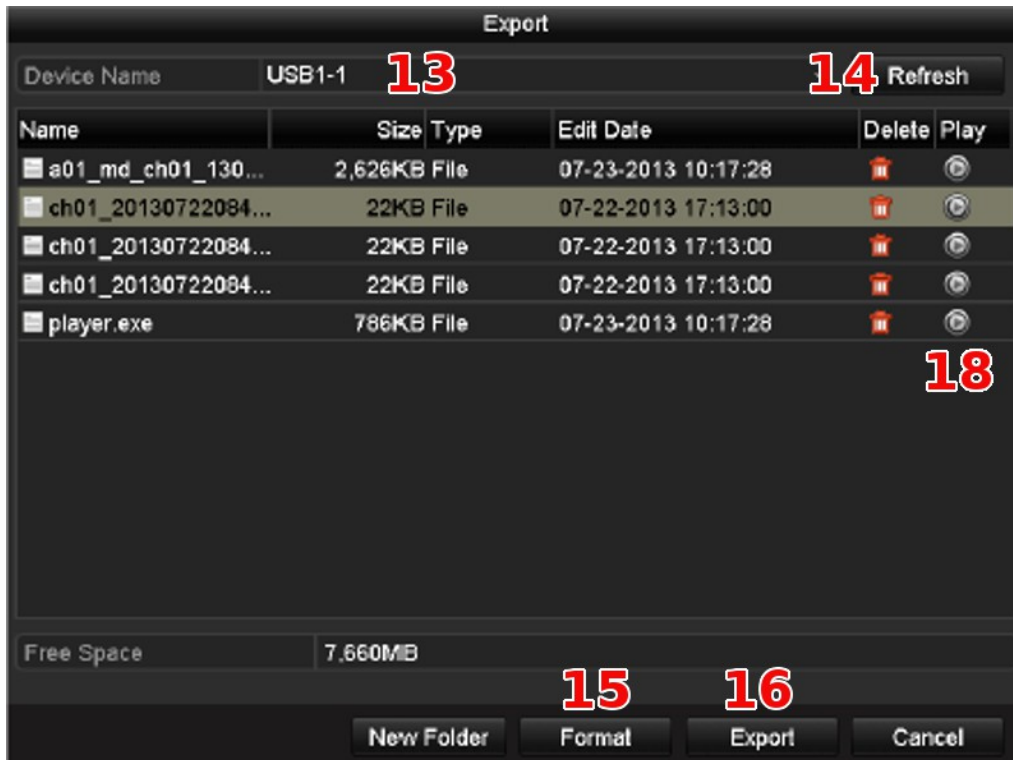 Export
Device Name USB1-1 13 14 Refresh
Name Size Type Edit Date Delete Play
a01_md_ch01_130... 2,626KB File 07-23-2013 10:17:28
ch01_20130722084... 22KB File 07-22-2013 17:13:00
ch01_20130722084... 22KB File 07-22-2013 17:13:00
ch01_20130722084... 22KB File 07-22-2013 17:13:00
player.exe 786KB File 07-23-2013 10:17:28
18
Free Space 7,660MB
15 16
New Folder Format Export Cancel